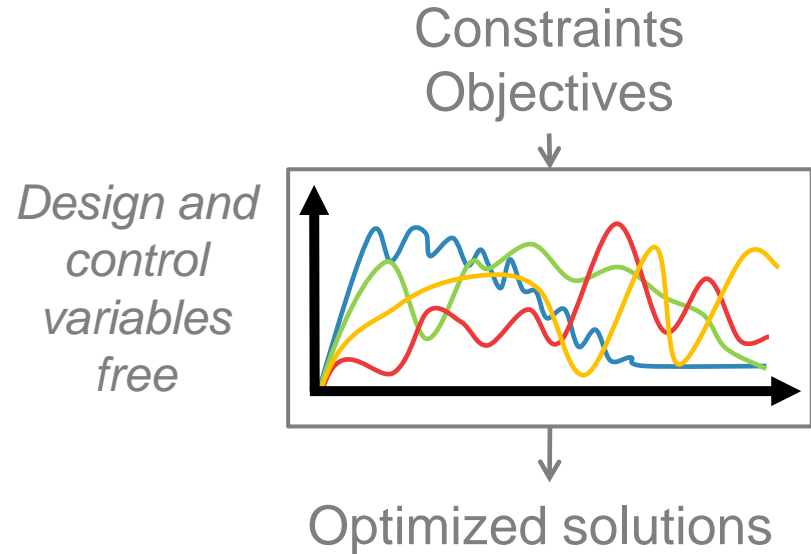 Constraints
Objectives
Design and
control
variables
free
Optimized solutions